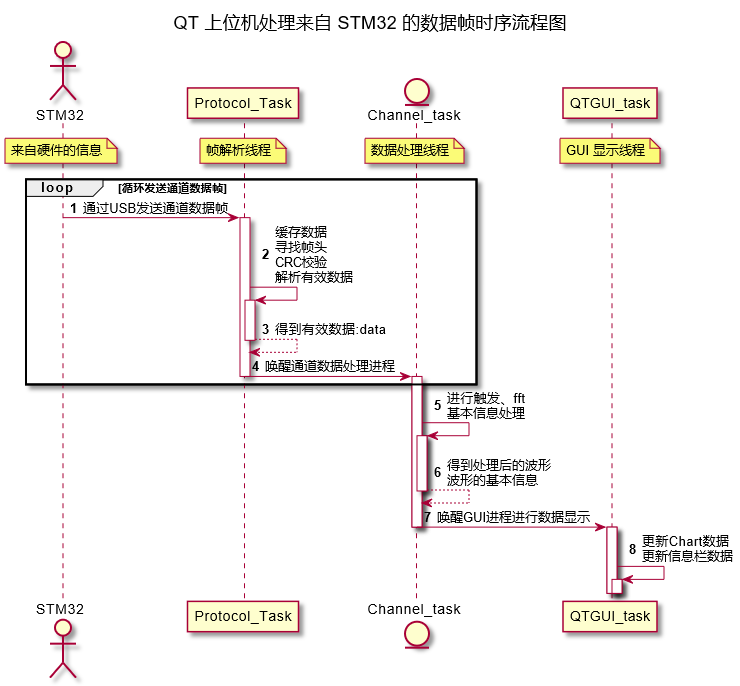 QT 上位机处理来自 STM32 的数据帧时序流程图
STM32
Protocol_Task
Channel_task
QTGUI_task
来自硬件的信息
帧解析线程
数据处理线程
GUI 显示线程
loop [循环发送通道数据帧]
1 通过USB发送通道数据帧
缓存数据
寻找帧头
2 CRC校验
解析有效数据
3 得到有效数据:data
4 唤醒通道数据处理进程
5 进行触发、fft
基本信息处理
6 得到处理后的波形
波形的基本信息
7 唤醒GUI进程进行数据显示
8 更新Chart数据
更新信息栏数据
STM32
Protocol_Task
Channel_task
QTGUI_task